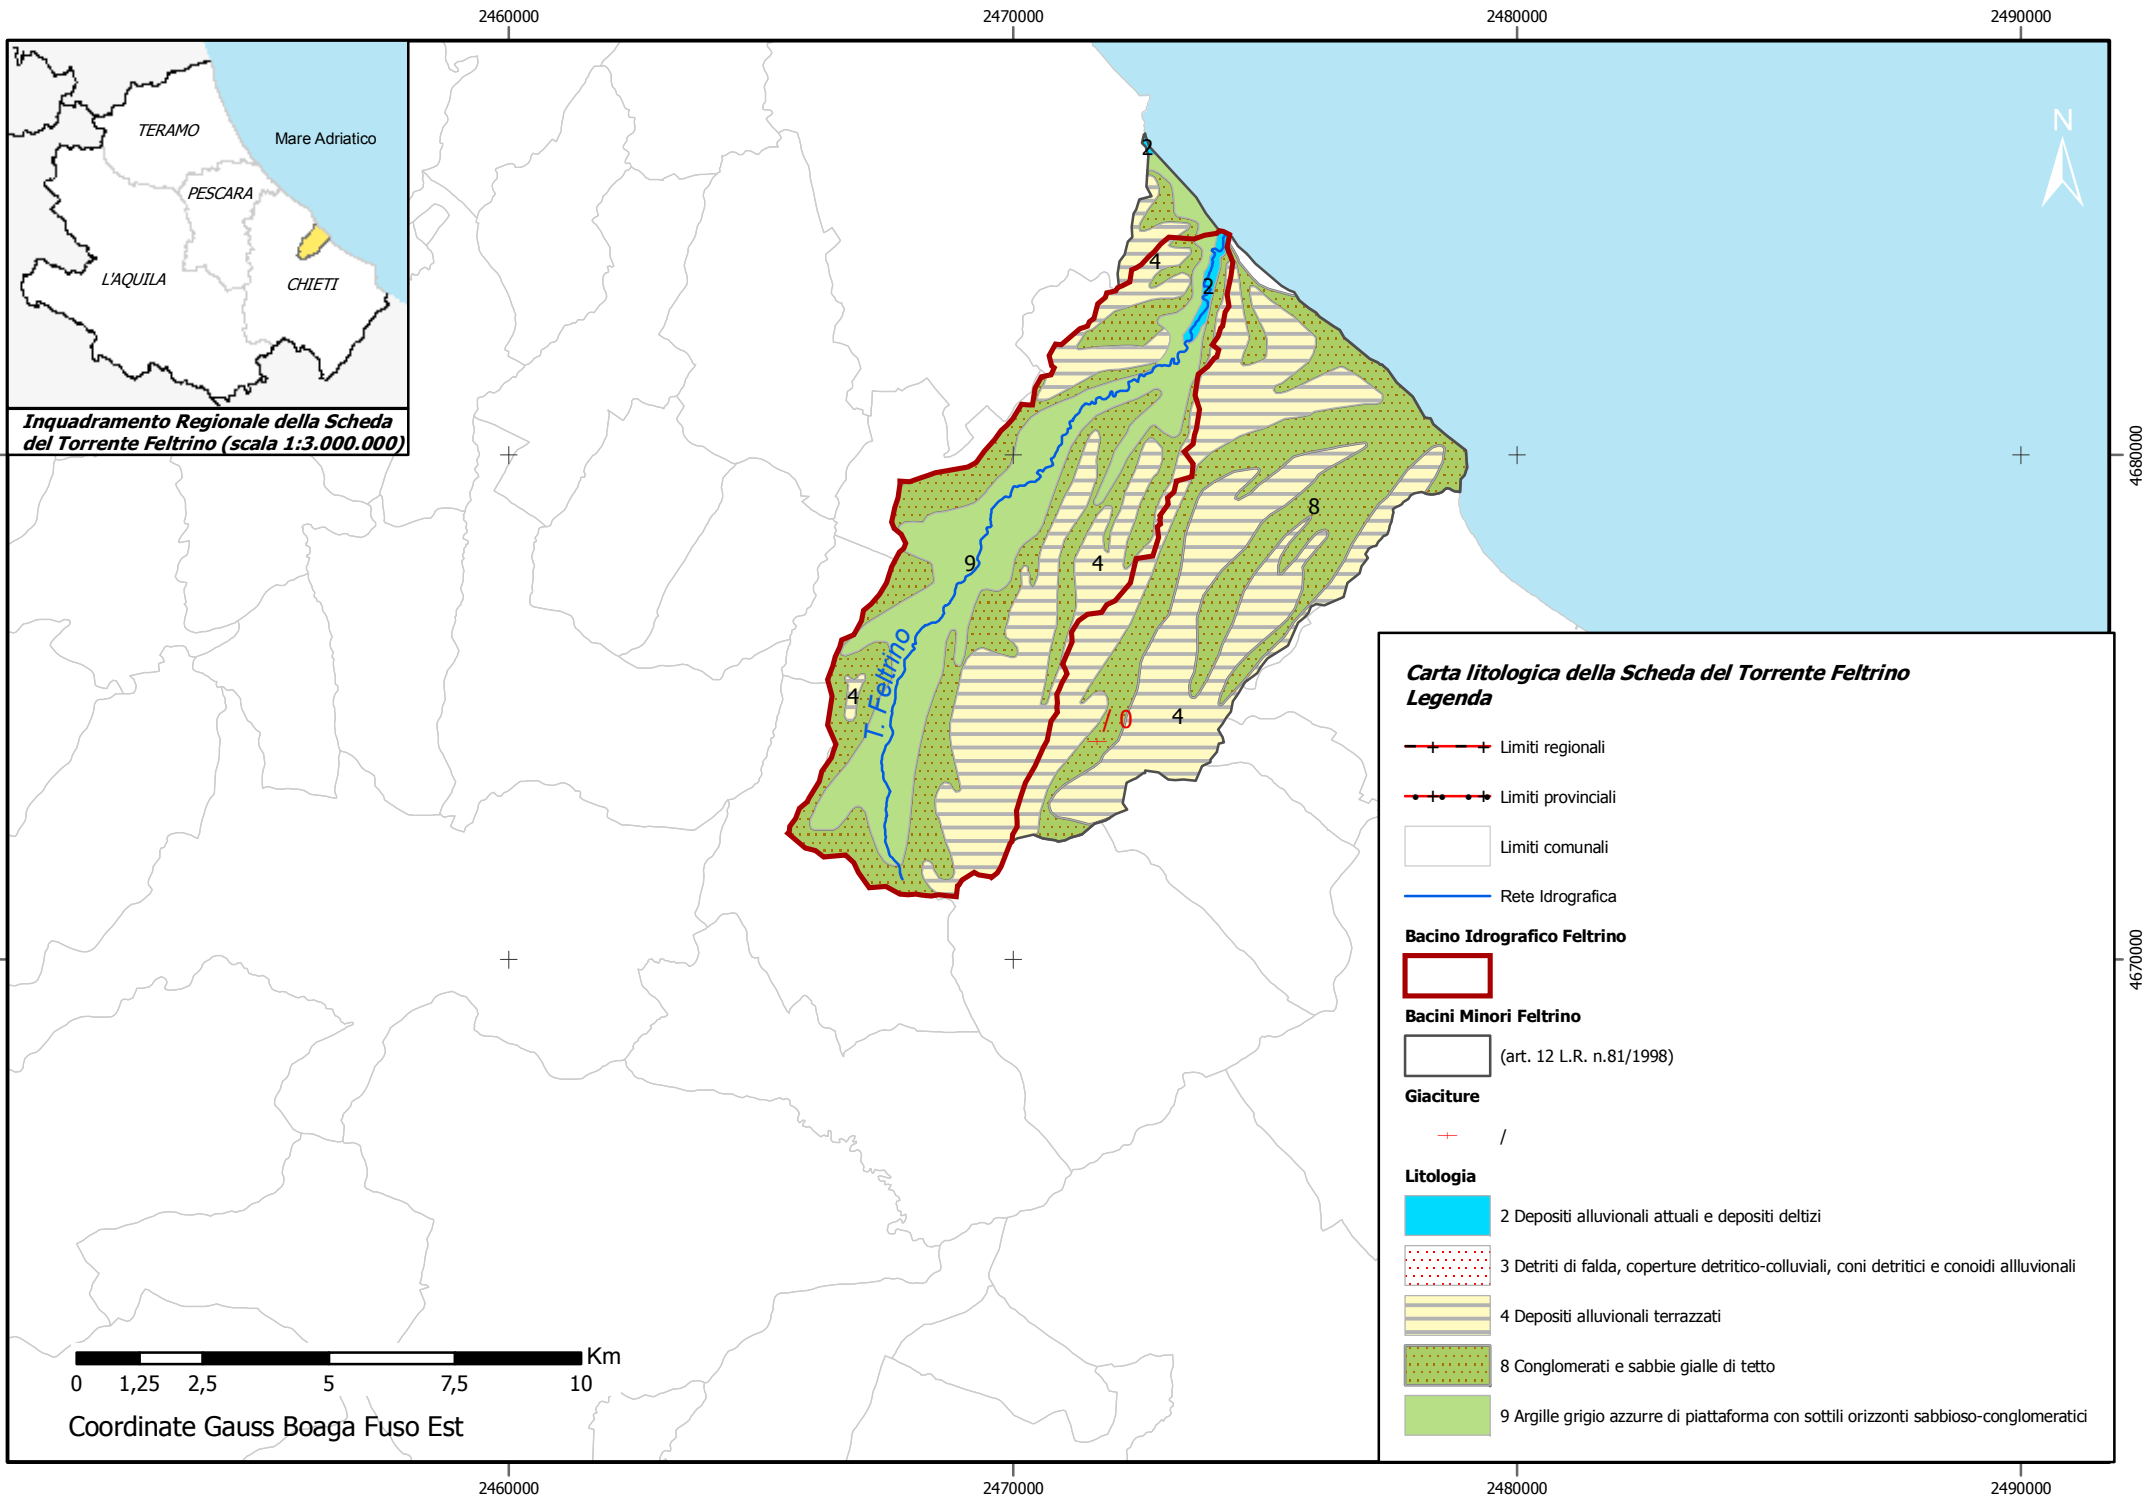 2460000
2470000
2480000
2490000
TERAMO
Mare Adriatico
PESCARA
L'AQUILA
CHIETI
Inquadramento Regionale della Scheda
del Torrente Feltrino (scala 1:3.000.000)
2
4
2
4680000
8
9
4
T. Feltrino
4
/ 0
4
4670000
Carta litologica della Scheda del Torrente Feltrino
Legenda
Limiti regionali
Limiti provinciali
Limiti comunali
Rete Idrografica
Bacino Idrografico Feltrino
Bacini Minori Feltrino
(art. 12 L.R. n.81/1998)
Giaciture
/
Litologia
2 Depositi alluvionali attuali e depositi deltizi
3 Detriti di falda, coperture detritico-colluviali, coni detritici e conoidi allluvionali
4 Depositi alluvionali terrazzati
8 Conglomerati e sabbie gialle di tetto
9 Argille grigio azzurre di piattaforma con sottili orizzonti sabbioso-conglomeratici
N
Km
0 1,25 2,5 5 7,5 10
Coordinate Gauss Boaga Fuso Est
2460000
2470000
2480000
2490000